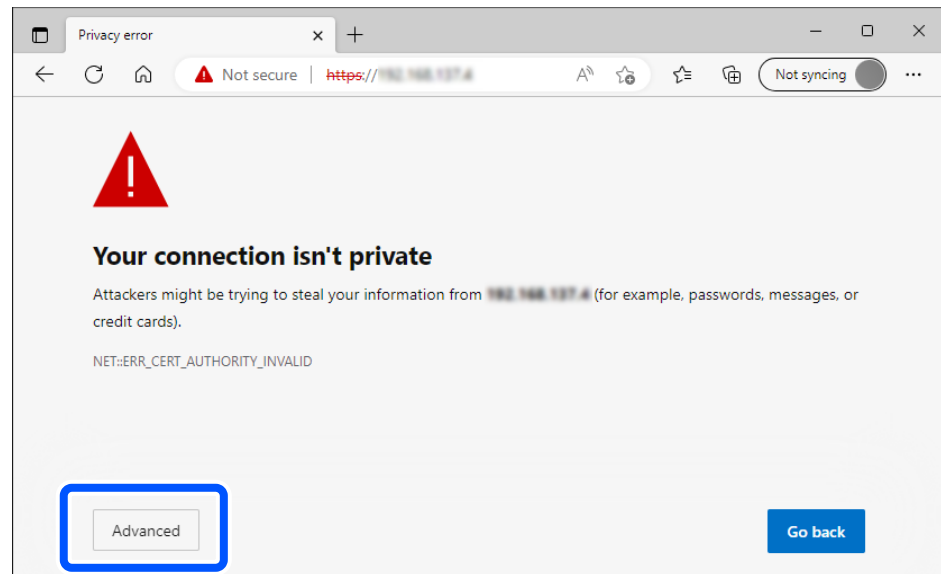 Privacy error
Not secure | https://
Not syncing
Your connection isn't private
Attackers might be trying to steal your information from (for example, passwords, messages, or
credit cards).
NET::ERR_CERT_AUTHORITY_INVALID
Advanced
Go back